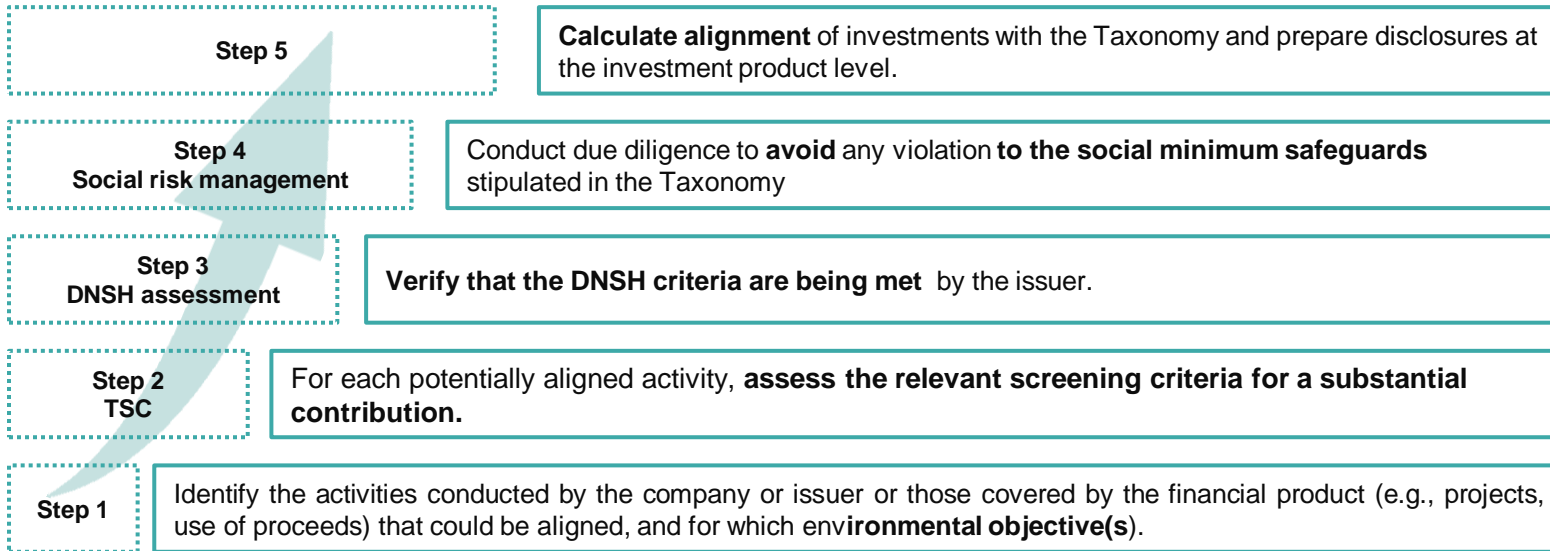 Step 5
Calculate alignment of investments with the Taxonomy and prepare disclosures at
the investment product level.
Step 4
Social risk management
Conduct due diligence to avoid any violation to the social minimum safeguards
stipulated in the Taxonomy
Step 3
DNSH assessment
Verify that the DNSH criteria are being met by the issuer.
Step 2
TSC
For each potentially aligned activity, assess the relevant screening criteria for a substantial
contribution.
Step 1
Identify the activities conducted by the company or issuer or those covered by the financial product (e.g., projects,
use of proceeds) that could be aligned, and for which environmental objective(s).